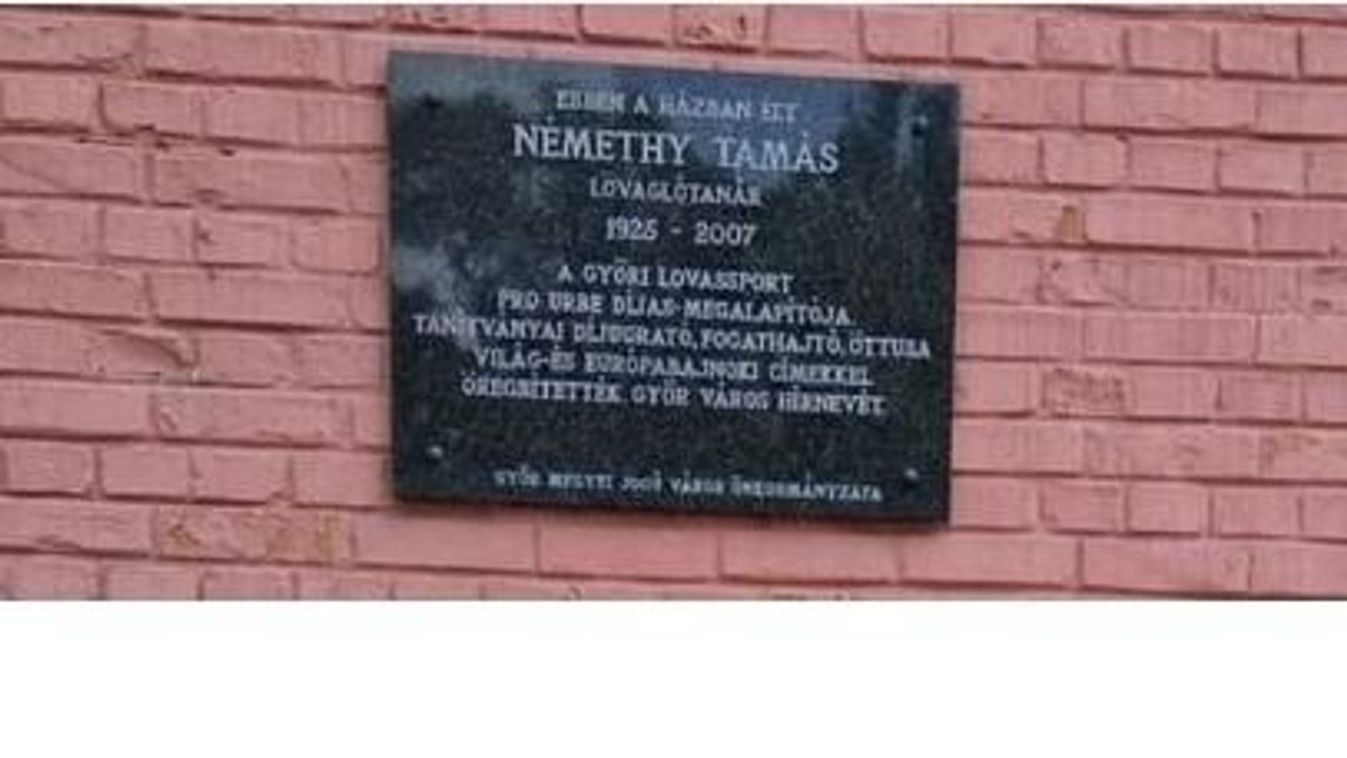 EBBEN A HÁZBAN ÉLT
NÉMETHY TAMÁS
LOVAGLÓTANÁR
1925 - 2007
A GYŐRI LOVASSPORT
PRO URBE DÍJAS MEGALAPÍTÓJA.
TANÍTVÁNYAI DÍJUGRATÓ, FOGATHAJTÓ, ÖTTUSA
VILÁG-ÉS EURÓPABAJNOKI CÍMEKKEL
ÖREGBÍTETTÉK GYŐR VÁROS HÍRNEVÉT.
GYŐR MEGYEI JOGÚ VÁROS ÖNKORMÁNYZATA